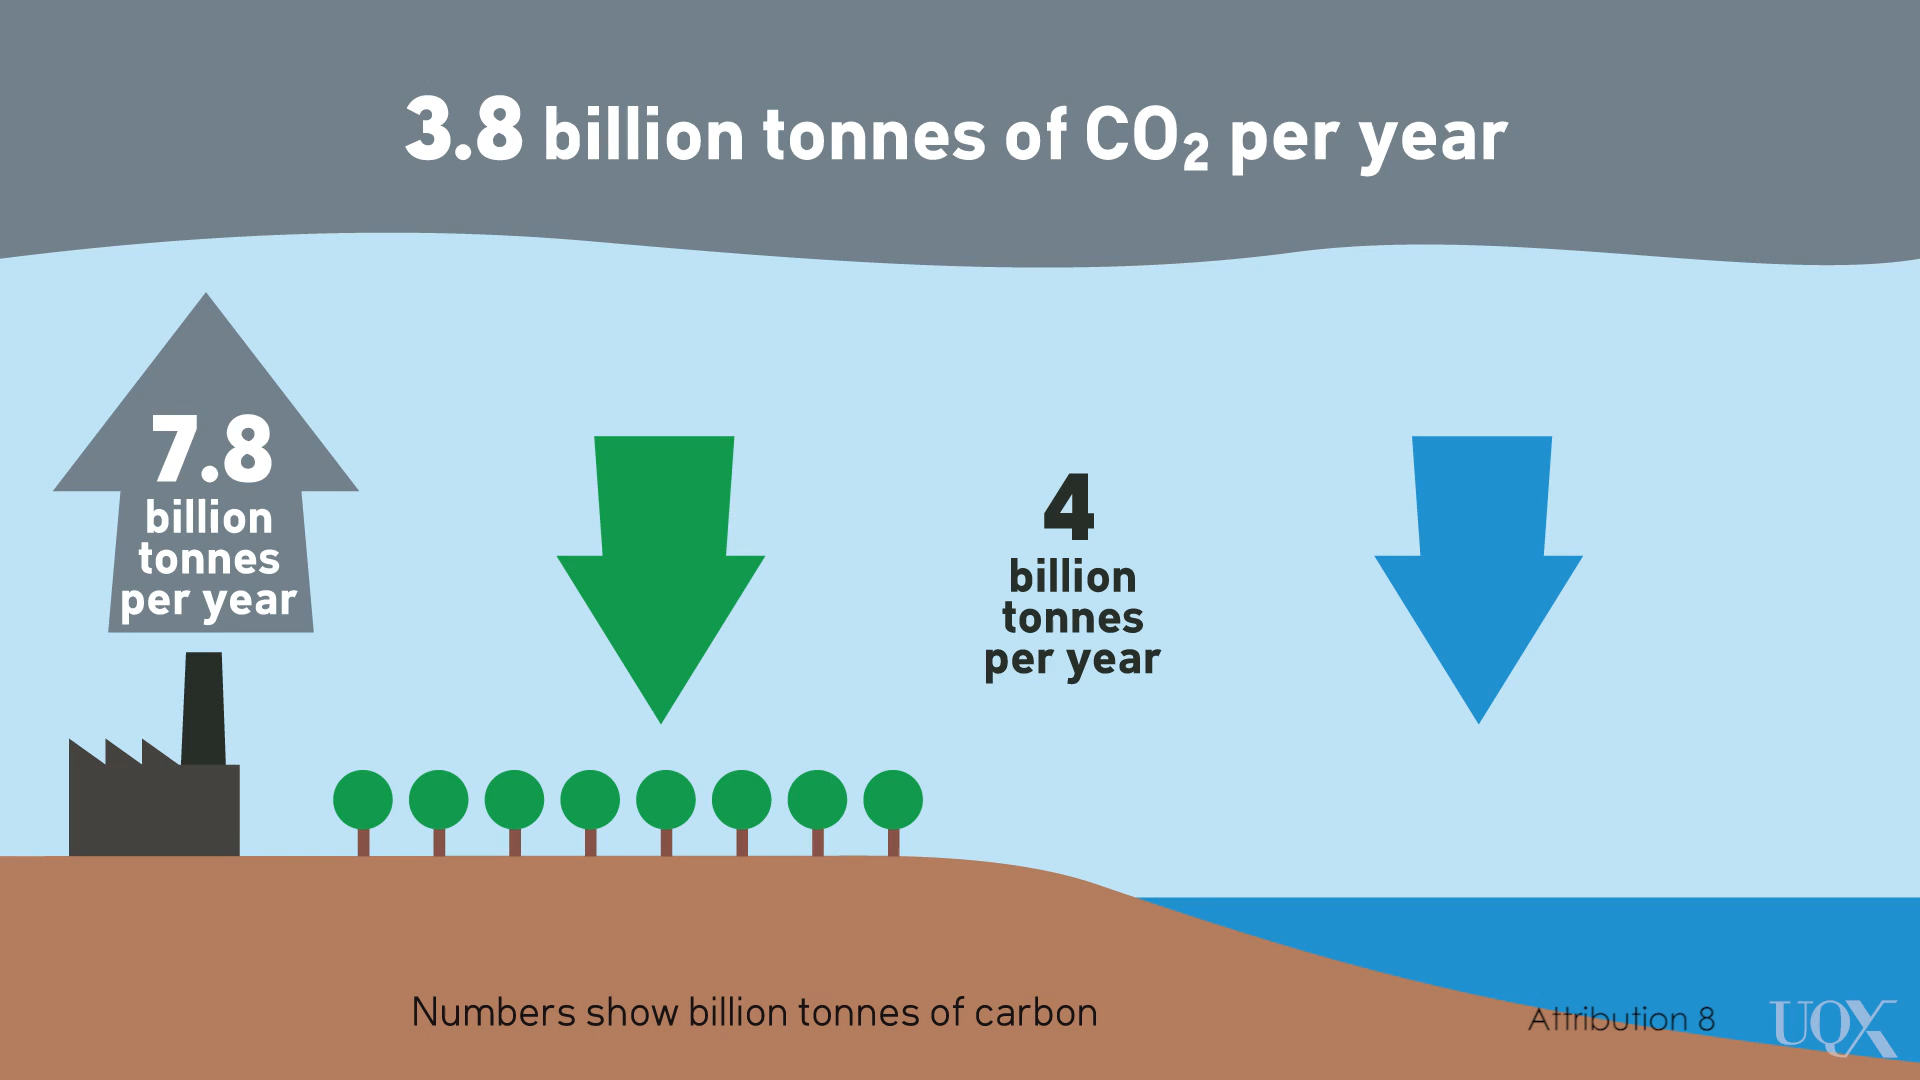 3.8 billion tonnes of CO₂ per year
7.8
billion
tonnes
per year
4
billion
tonnes
per year
Numbers show billion tonnes of carbon
Attribution 8
UQX